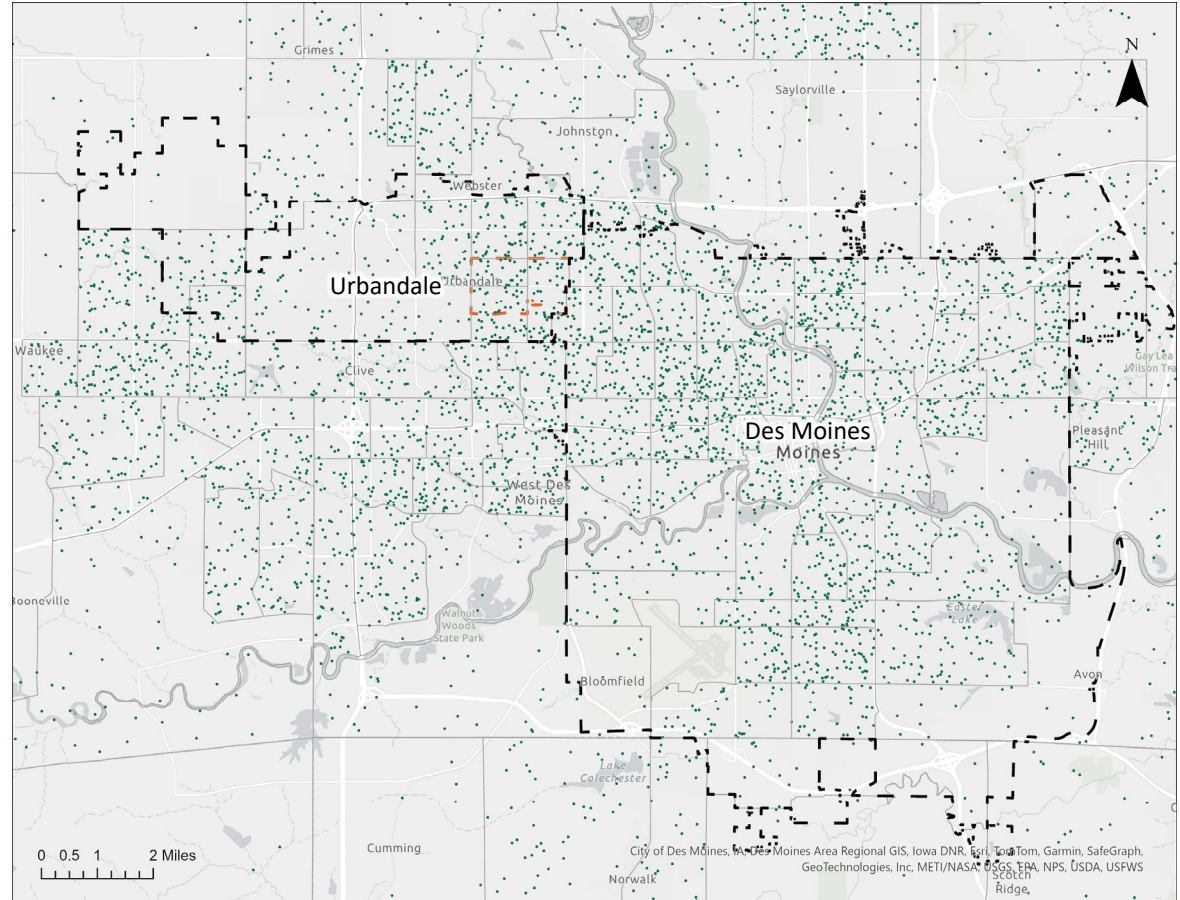 Grimes
N
Saylorville
Johnston
Webster
Urbandale
Urbandale
Waukee
Clive
Gay Lea
Wilson Tra
Des Moines
Moines
Pleasant
Hill
West Des
Moines
Booneville
Walnut
Woods
State Park
Easter
Lake
Bloomfield
Avon
Lake
Colechester
Cumming
0 0.5 1 2 Miles
City of Des Moines, IA, Des Moines Area Regional GIS, Iowa DNR, Esri, TomTom, Garmin, SafeGraph,
GeoTechnologies, Inc, METI/NASA, USGS, EPA, NPS, USDA, USFWS
Norwalk
Scotch
Ridge
C